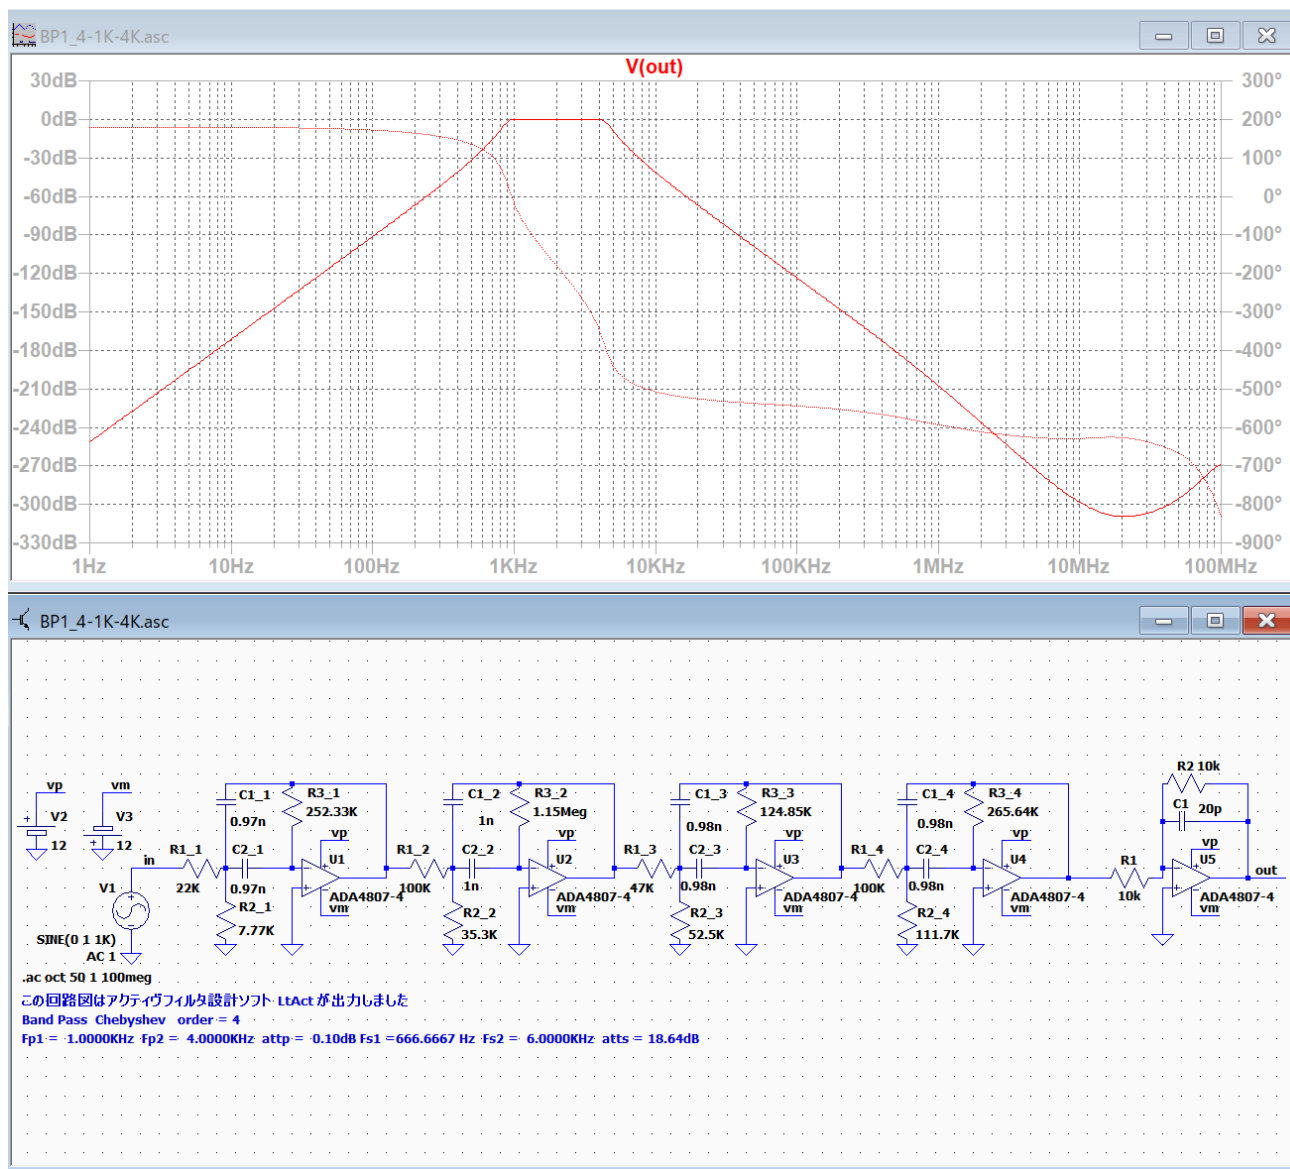 BP1_4-1K-4K.asc
V(out)
30dB
0dB
-30dB
-60dB
-90dB
-120dB
-150dB
-180dB
-210dB
-240dB
-270dB
-300dB
-330dB
300°
200°
100°
0°
-100°
-200°
-300°
-400°
-500°
-600°
-700°
-800°
-900°
1Hz 10Hz 100Hz 1KHz 10KHz 100KHz 1MHz 10MHz 100MHz
BP1_4-1K-4K.asc
vp
V2
12
vm
V3
12
in
V1
SINE(0 1 1K)
AC 1
R1_1
22K
C1_1
0.97n
C2_1
0.97n
R2_1
7.77K
R3_1
252.33K
vp
U1
ADA4807-4
vm
R1_2
100K
C1_2
1n
C2_2
1n
R2_2
35.3K
R3_2
1.15Meg
vp
U2
ADA4807-4
vm
R1_3
47K
C1_3
0.98n
C2_3
0.98n
R2_3
52.5K
R3_3
124.85K
vp
U3
ADA4807-4
vm
R1_4
100K
C1_4
0.98n
C2_4
0.98n
R2_4
111.7K
R3_4
265.64K
vp
U4
ADA4807-4
vm
R1
10k
R2 10k
C1
20p
vp
U5
ADA4807-4
vm
out
.ac oct 50 1 100meg
この回路図はアクティヴフィルタ設計ソフト LtAct が出力しました
Band Pass Chebyshev order = 4
Fp1 = 1.0000KHz Fp2 = 4.0000KHz attp = 0.10dB Fs1 =666.6667 Hz Fs2 = 6.0000KHz atts = 18.64dB